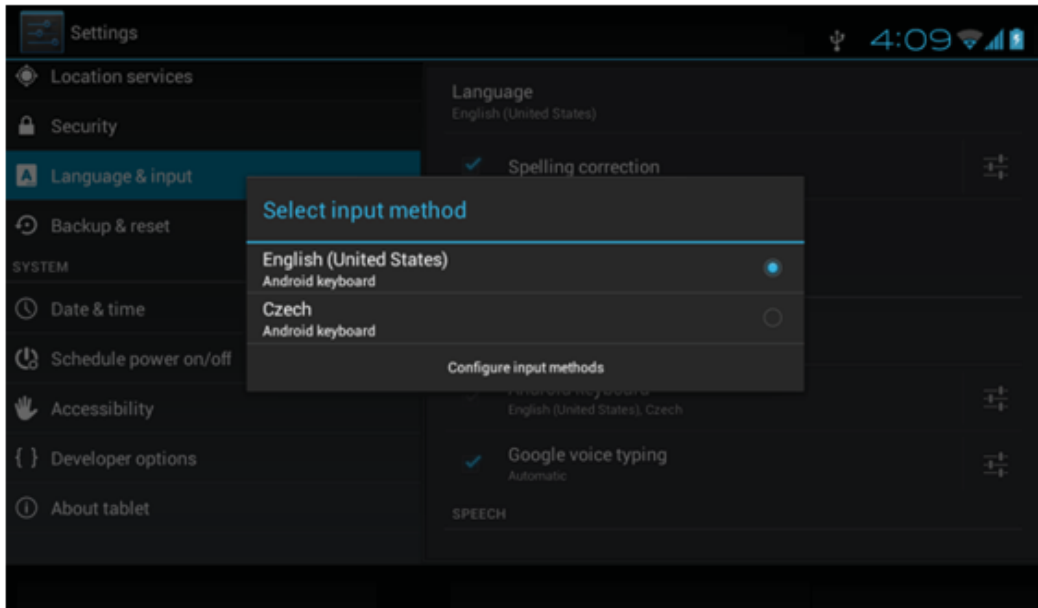 Settings
4:09
Location services
Security
Language & input
Backup & reset
SYSTEM
Date & time
Schedule power on/off
Accessibility
{ } Developer options
About tablet
Language
English (United States)
Spelling correction
Select input method
English (United States)
Android keyboard
Czech
Android keyboard
Configure input methods
Android keyboard
English (United States), Czech
Google voice typing
Automatic
SPEECH